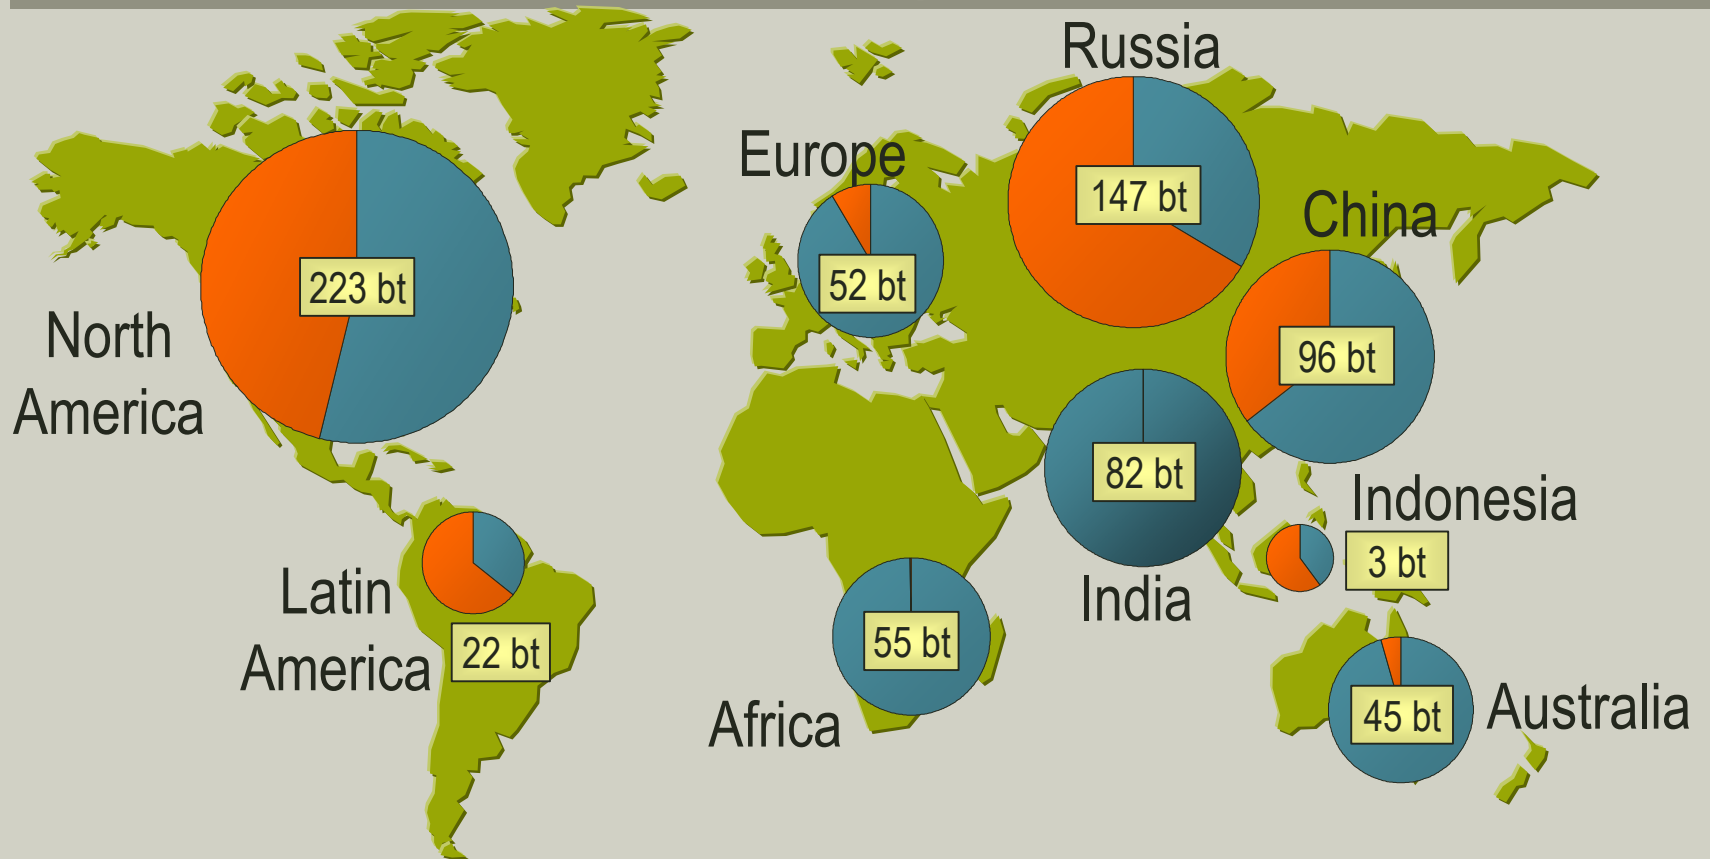 Russia
147 bt
Europe
52 bt
China
96 bt
223 bt
North
America
82 bt
India
Indonesia
3 bt
Latin
America
22 bt
55 bt
Africa
45 bt
Australia